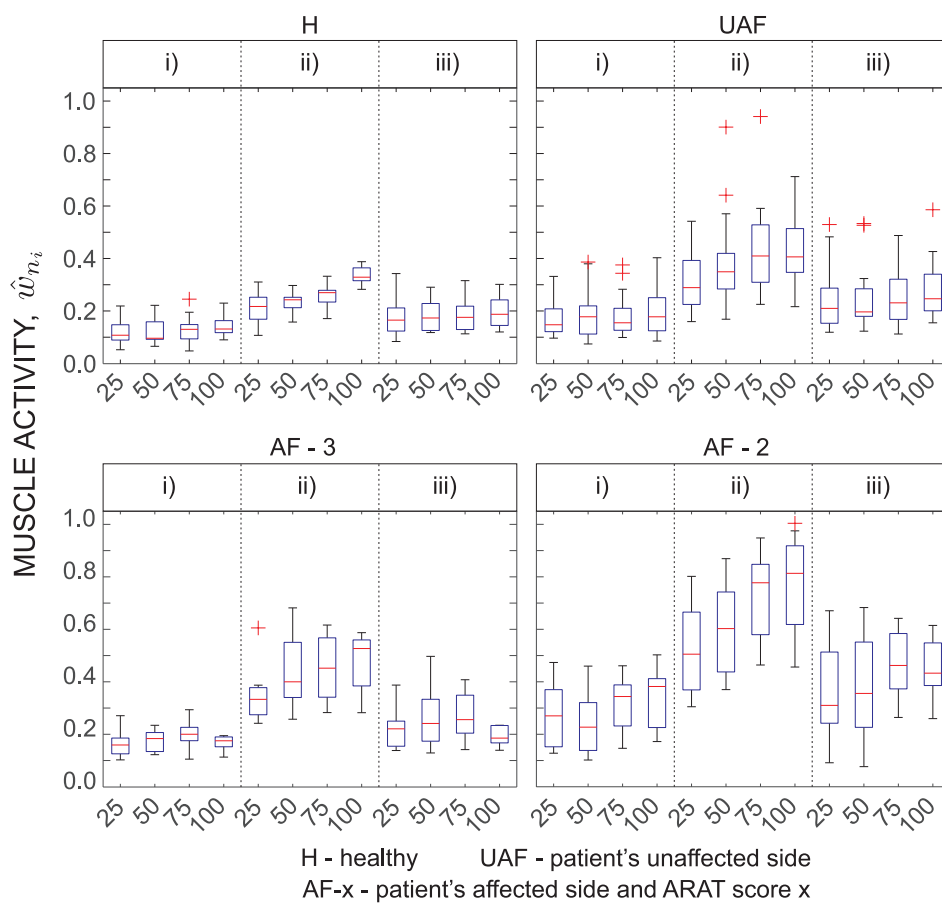 H UAF
i) ii) iii) i) ii) iii)
1.0
0.8
0.6
0.4
0.2
0.0
25 50 75 100 25 50 75 100 25 50 75 100 25 50 75 100 25 50 75 100 25 50 75 100
MUSCLE ACTIVITY, ŵₙᵢ
AF - 3 AF - 2
i) ii) iii) i) ii) iii)
1.0
0.8
0.6
0.4
0.2
0.0
25 50 75 100 25 50 75 100 25 50 75 100 25 50 75 100 25 50 75 100 25 50 75 100
H - healthy UAF - patient's unaffected side
AF-x - patient's affected side and ARAT score x